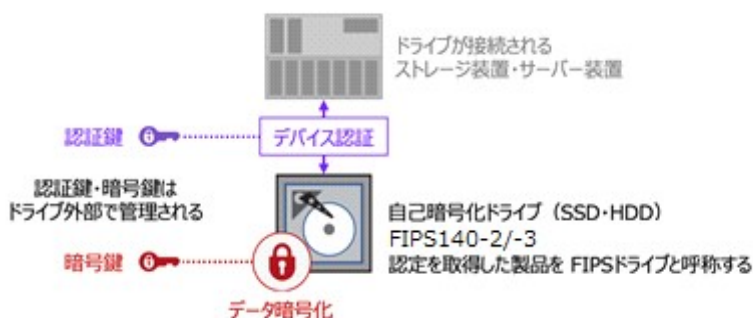 ドライブが接続される
ストレージ装置・サーバー装置
認証鍵
デバイス認証
認証鍵・暗号鍵は
ドライブ外部で管理される
自己暗号化ドライブ（SSD・HDD）
FIPS140-2/-3
認定を取得した製品を FIPSドライブと呼称する
暗号鍵
データ暗号化